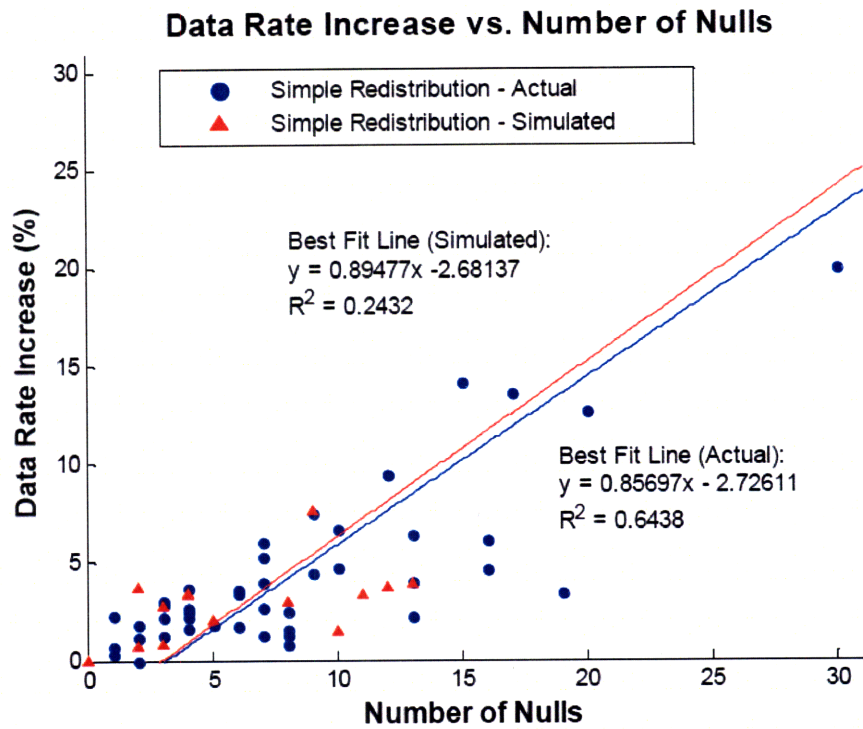 Data Rate Increase vs. Number of Nulls
Simple Redistribution - Actual
Simple Redistribution - Simulated
Best Fit Line (Simulated):
y = 0.89477x -2.68137
R² = 0.2432
Best Fit Line (Actual):
y = 0.85697x - 2.72611
R² = 0.6438
Data Rate Increase (%)
30
25
20
15
10
5
0
0 5 10 15 20 25 30
Number of Nulls